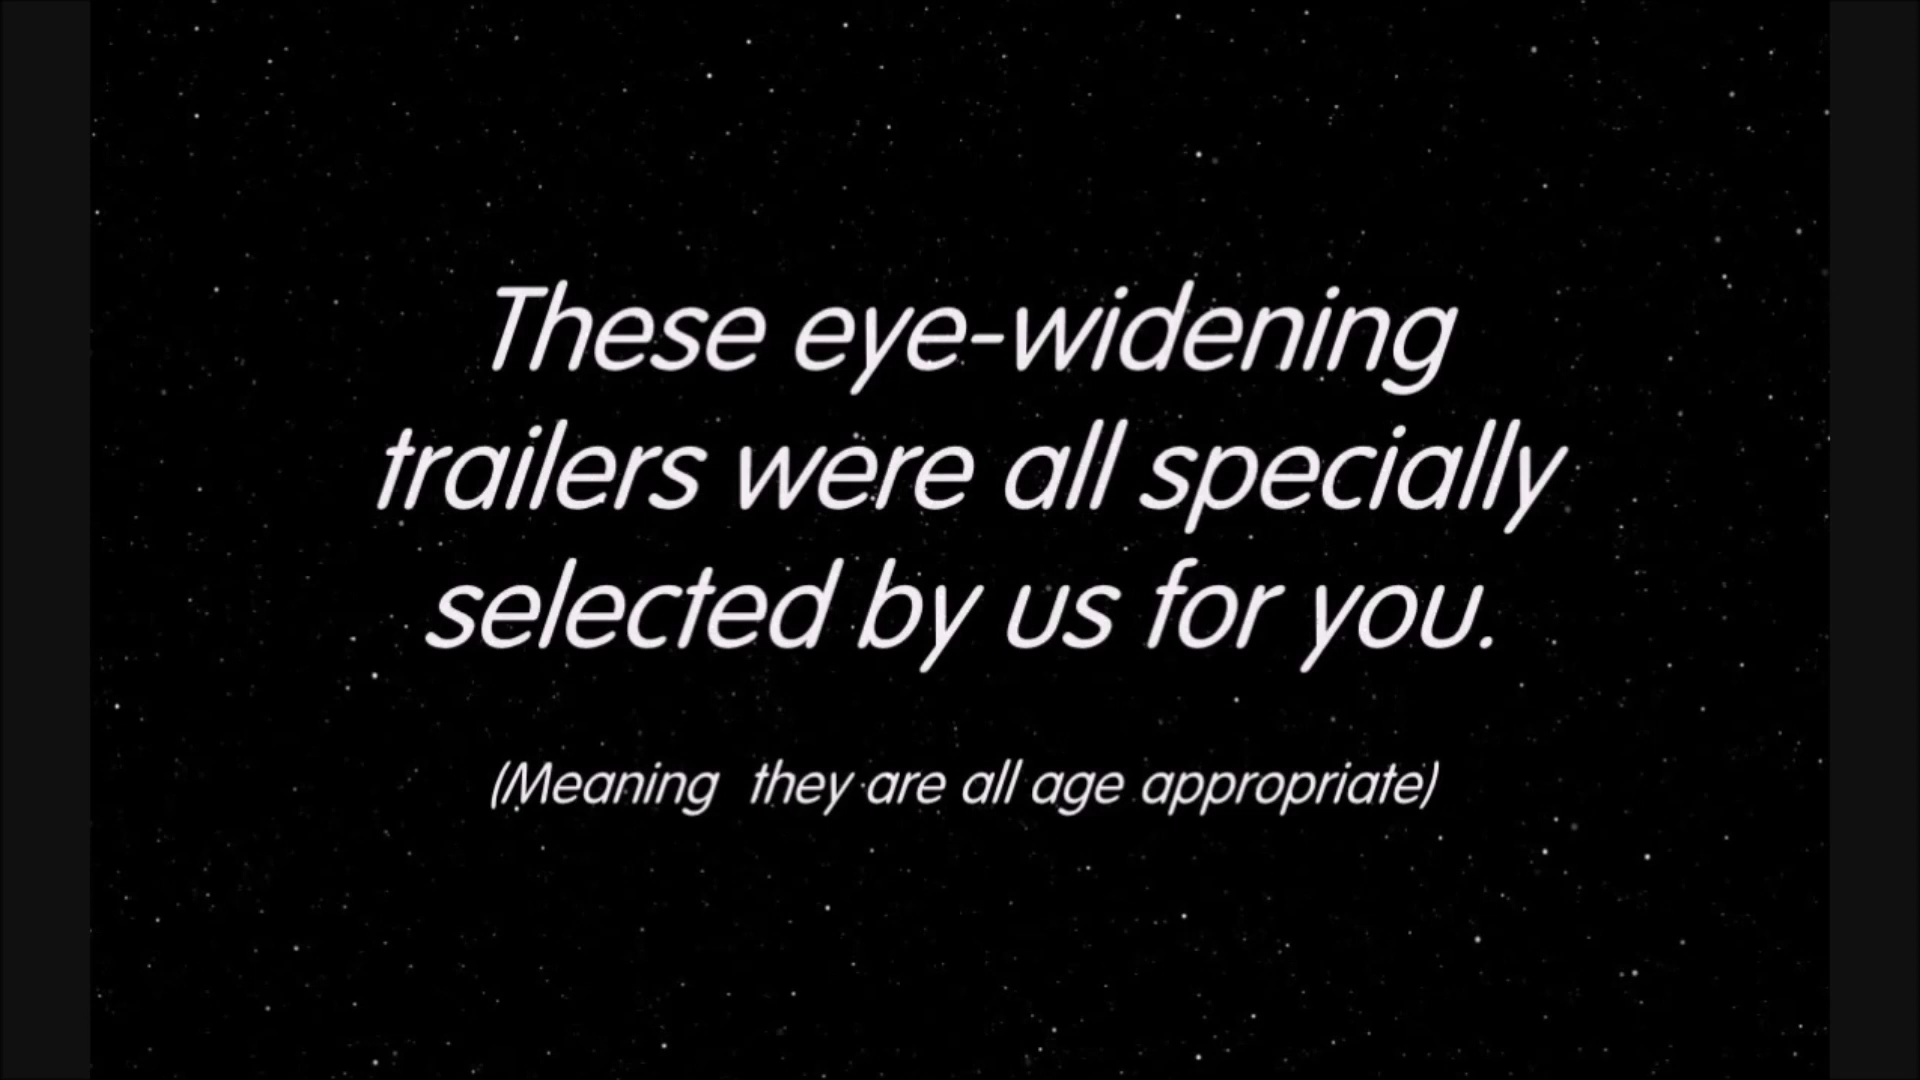 These eye-widening
trailers were all specially
selected by us for you.
(Meaning  they are all age appropriate)